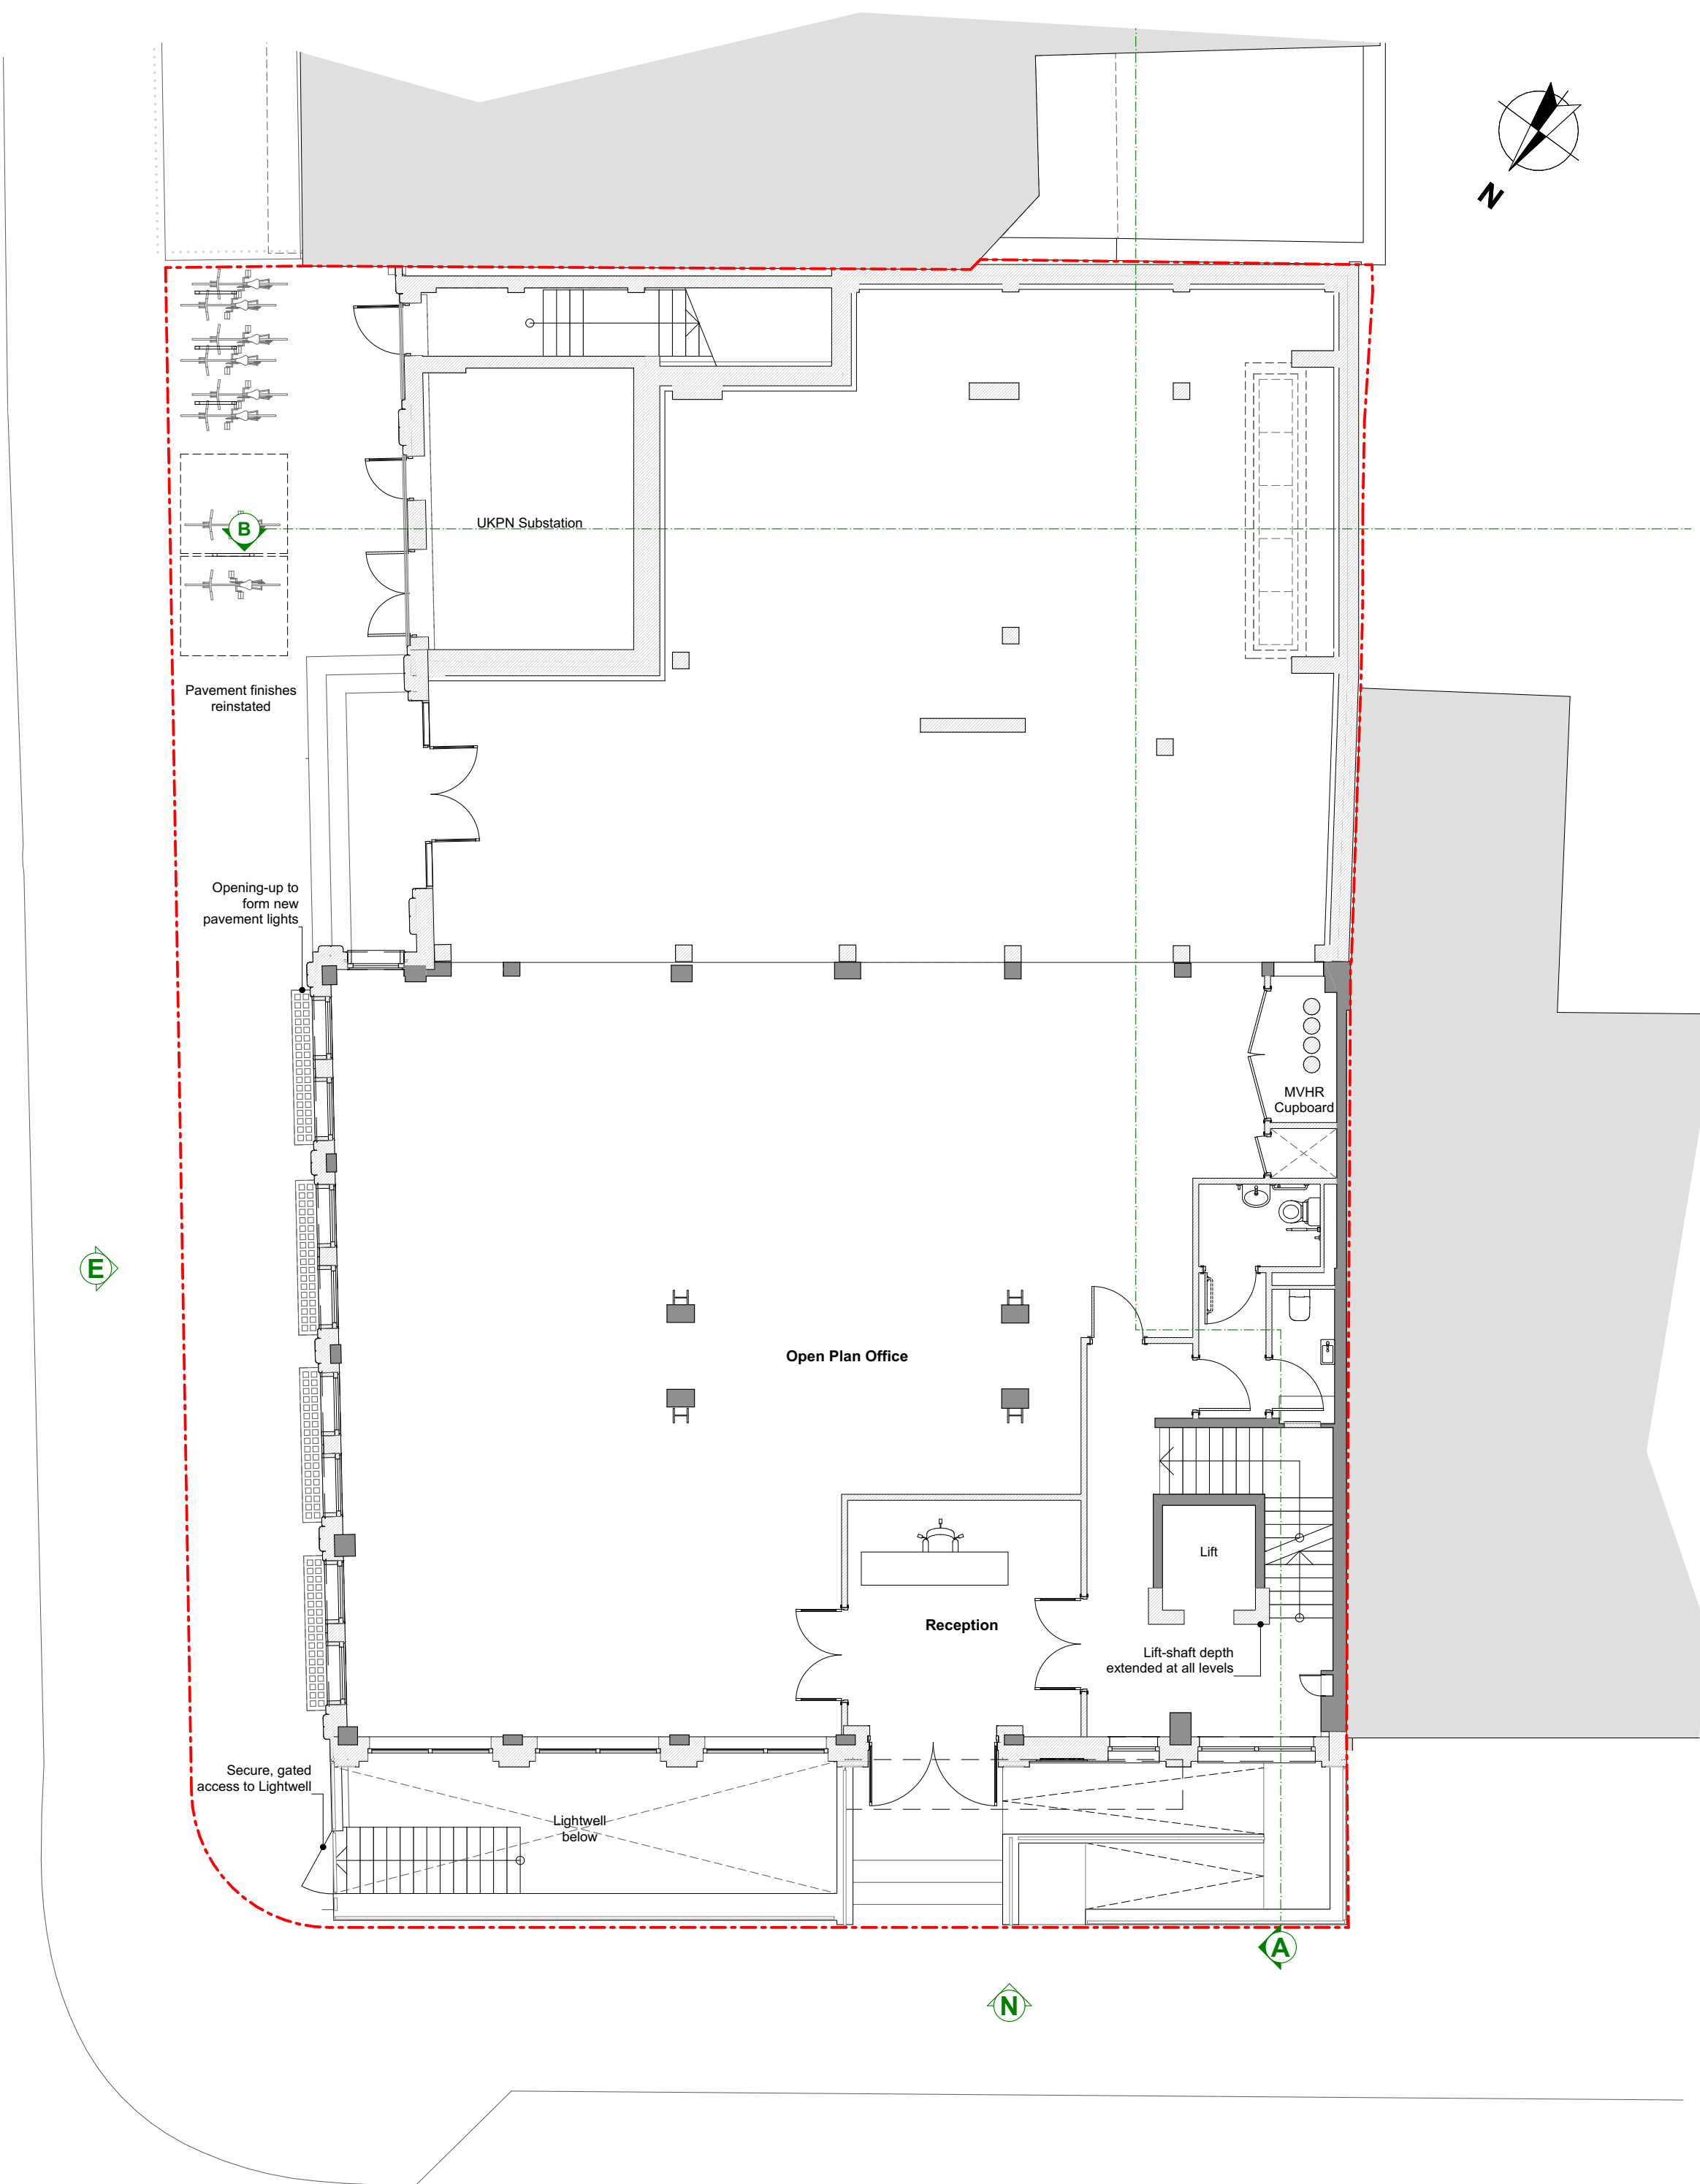 N
UKPN Substation
B
Pavement finishes
reinstated
Opening-up to
form new
pavement lights
MVHR
Cupboard
E
Open Plan Office
Lift
Reception
Lift-shaft depth
extended at all levels
Secure, gated
access to Lightwell
Lightwell
below
A
N